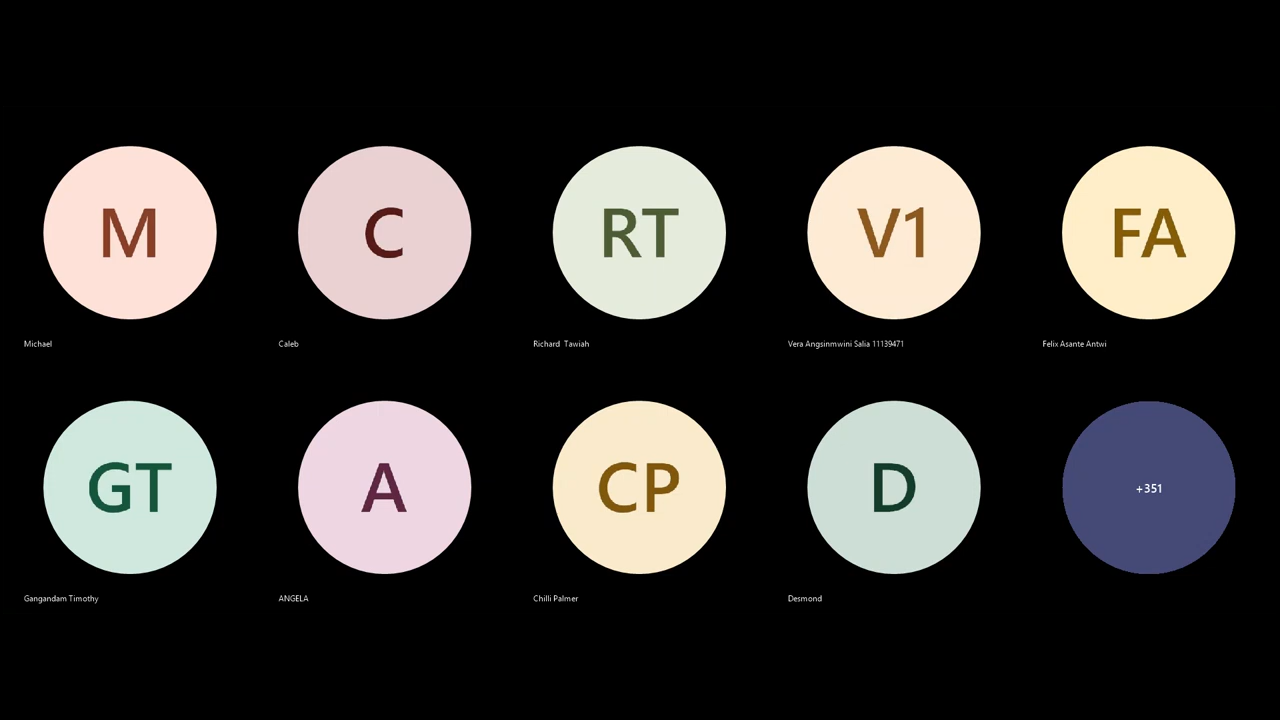 M
C
RT
V1
FA
Michael
Caleb
Richard  Tawiah
Vera Angsinmwini Salia 11139471
Felix Asante Antwi
GT
A
CP
D
+351
Gangandam Timothy
ANGELA
Chilli Palmer
Desmond